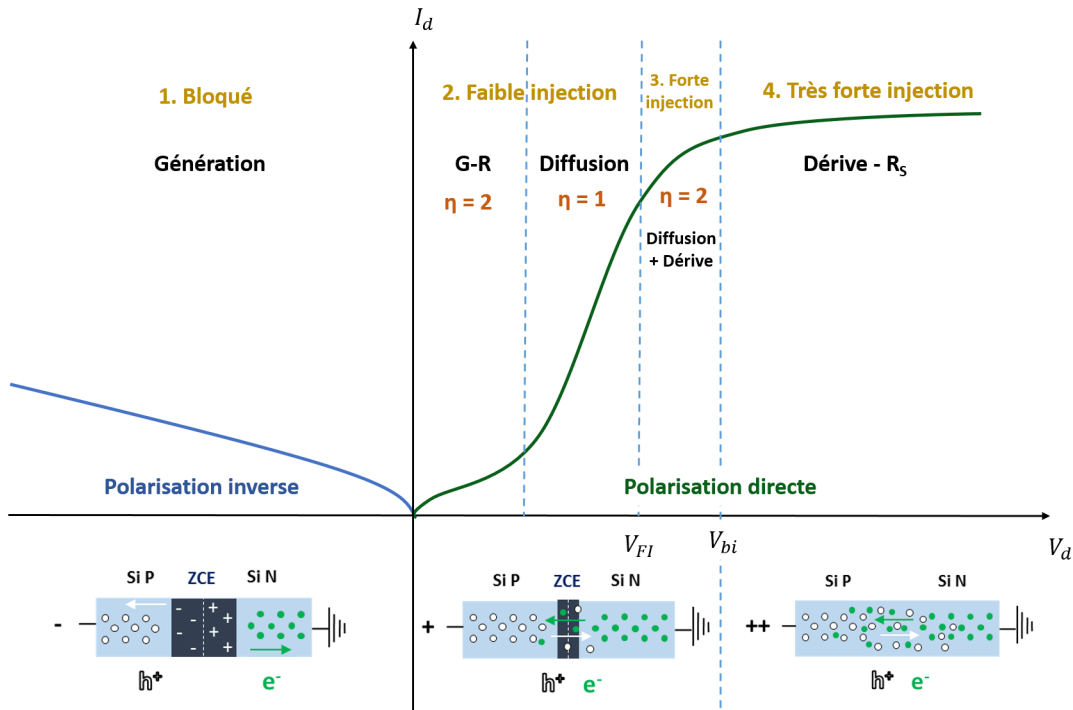 I_d
1. Bloqué
2. Faible injection
3. Forte
injection
4. Très forte injection
Génération
G-R
Diffusion
Dérive - R_S
η = 2
η = 1
η = 2
Diffusion
+ Dérive
Polarisation inverse
Polarisation directe
V_FI
V_bi
V_d
Si P
ZCE
Si N
-
- + - + - + - +
h⁺
e⁻
Si P
ZCE
Si N
+
h⁺
e⁻
Si P
Si N
++
h⁺
e⁻